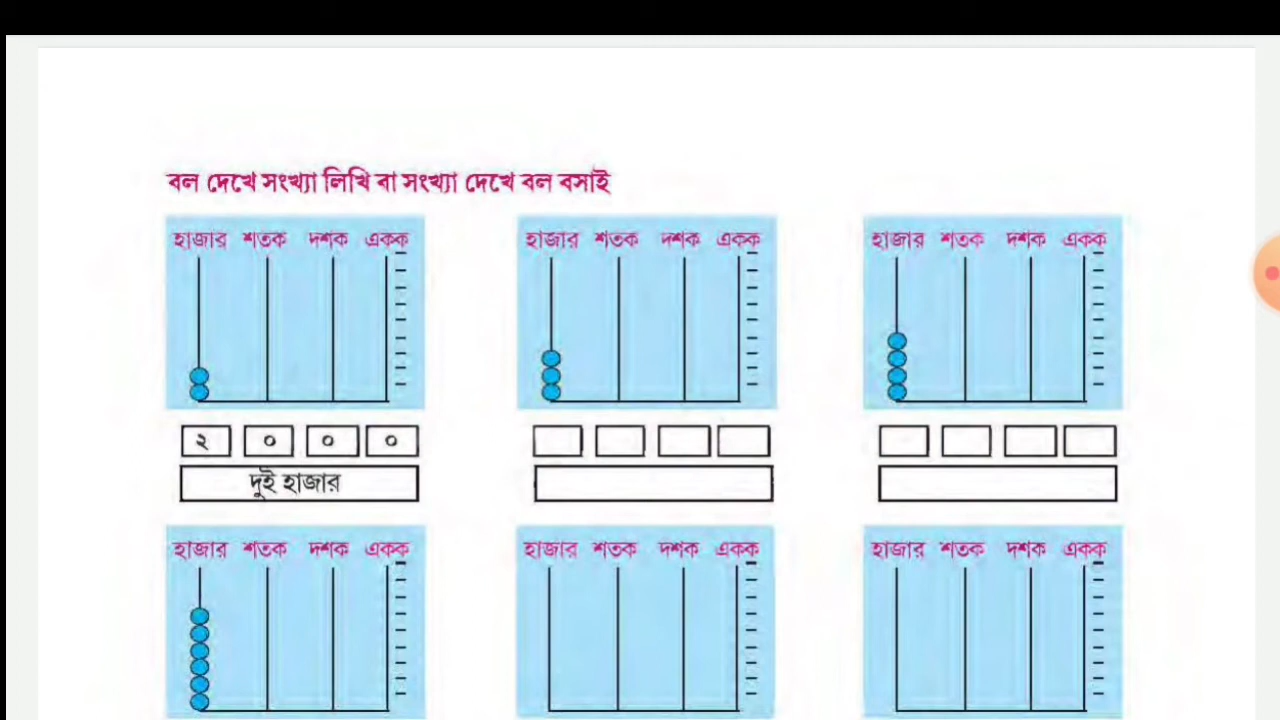 বল দেখে সংখ্যা লিখি বা সংখ্যা দেখে বল বসাই
হাজার শতক দশক একক
হাজার শতক দশক একক
হাজার শতক দশক একক
২ ০ ০ ০
দুই হাজার
হাজার শতক দশক একক
হাজার শতক দশক একক
হাজার শতক দশক একক